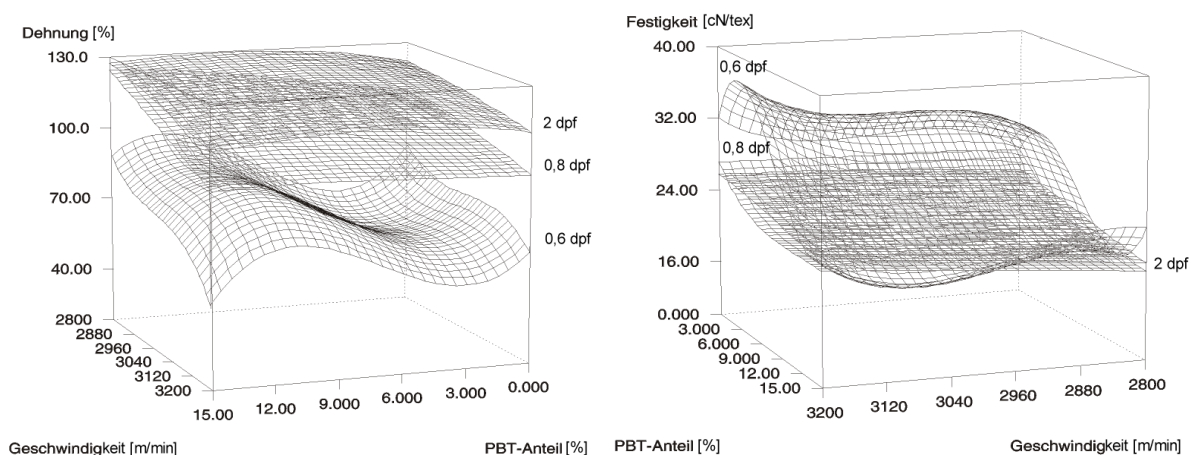 Dehnung [%]
130.0
100.0
70.00
40.00
2800
2880
2960
3040
3120
3200
15.00
12.00
9.000
6.000
3.000
0.000
2 dpf
0,8 dpf
0,6 dpf
Geschwindigkeit [m/min]
PBT-Anteil [%]
Festigkeit [cN/tex]
40.00
32.00
24.00
16.00
0.000
3.000
6.000
9.000
12.00
15.00
3200
3120
3040
2960
2880
2800
0,6 dpf
0,8 dpf
2 dpf
PBT-Anteil [%]
Geschwindigkeit [m/min]